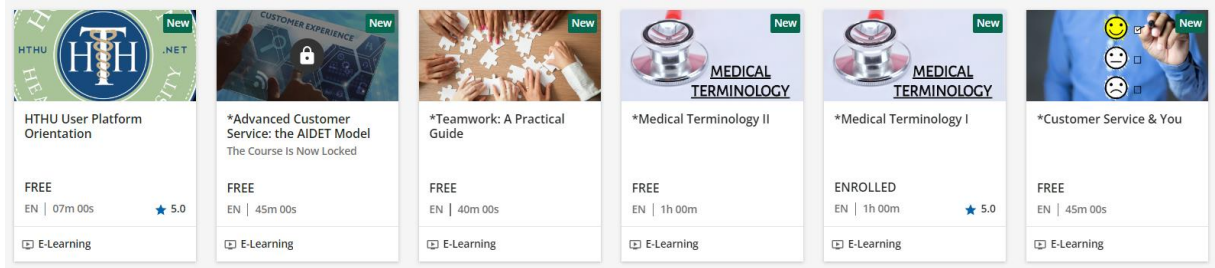 New
HTHU
HTH
.NET
HTHU User Platform
Orientation
FREE
EN | 07m 00s
5.0
E-Learning
CUSTOMER EXPERIENCE
New
*Advanced Customer
Service: the AIDET Model
The Course Is Now Locked
FREE
EN | 45m 00s
E-Learning
New
*Teamwork: A Practical
Guide
FREE
EN | 40m 00s
E-Learning
New
MEDICAL
TERMINOLOGY
*Medical Terminology II
FREE
EN | 1h 00m
E-Learning
New
MEDICAL
TERMINOLOGY
*Medical Terminology I
ENROLLED
EN | 1h 00m
5.0
E-Learning
New
*Customer Service & You
FREE
EN | 45m 00s
E-Learning